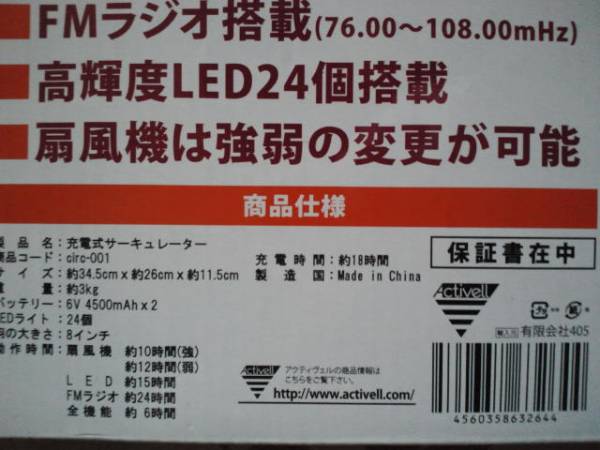 FMラジオ搭載(76.00～108.00mHz)
高輝度LED24個搭載
扇風機は強弱の変更が可能
商品仕様
製品名：充電式サーキュレーター
商品コード：circ-001
サイズ：約34.5cm×約26cm×約11.5cm
重量：約3kg
バッテリー：6V 4500mAh×2
LEDライト：24個
羽の大きさ：8インチ
動作時間：扇風機 約10時間(強)
約12時間(弱)
LED 約15時間
FMラジオ 約24時間
全機能 約6時間
充電時間：約18時間
製造国：Made in China
保証書在中
Activell
輸入元 有限会社405
Activell
アクティヴェルの商品情報は
こちらをご覧下さい。
http://www.activell.com/
4560358632644